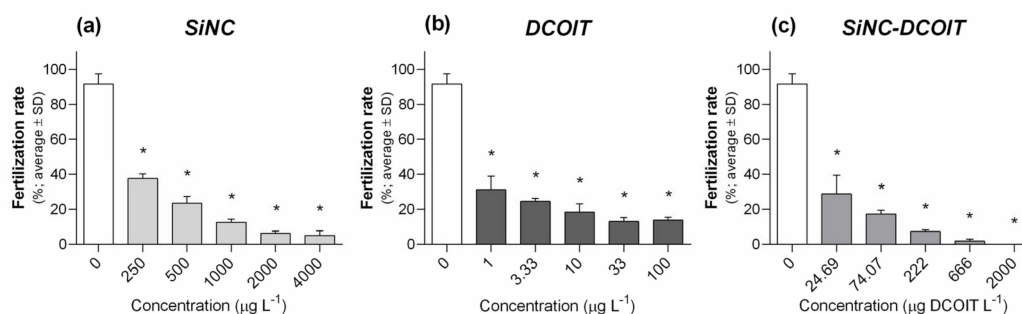 (a) SiNC
Fertilization rate
(%; average ± SD)
100
80
60
40
20
0
* * * * *
0 250 500 1000 2000 4000
Concentration (µg L⁻¹)
(b) DCOIT
Fertilization rate
(%; average ± SD)
100
80
60
40
20
0
* * * * *
0 1 3.33 10 33 100
Concentration (µg L⁻¹)
(c) SiNC-DCOIT
Fertilization rate
(%; average ± SD)
100
80
60
40
20
0
* * * * *
0 24.69 74.07 222 666 2000
Concentration (µg DCOIT L⁻¹)